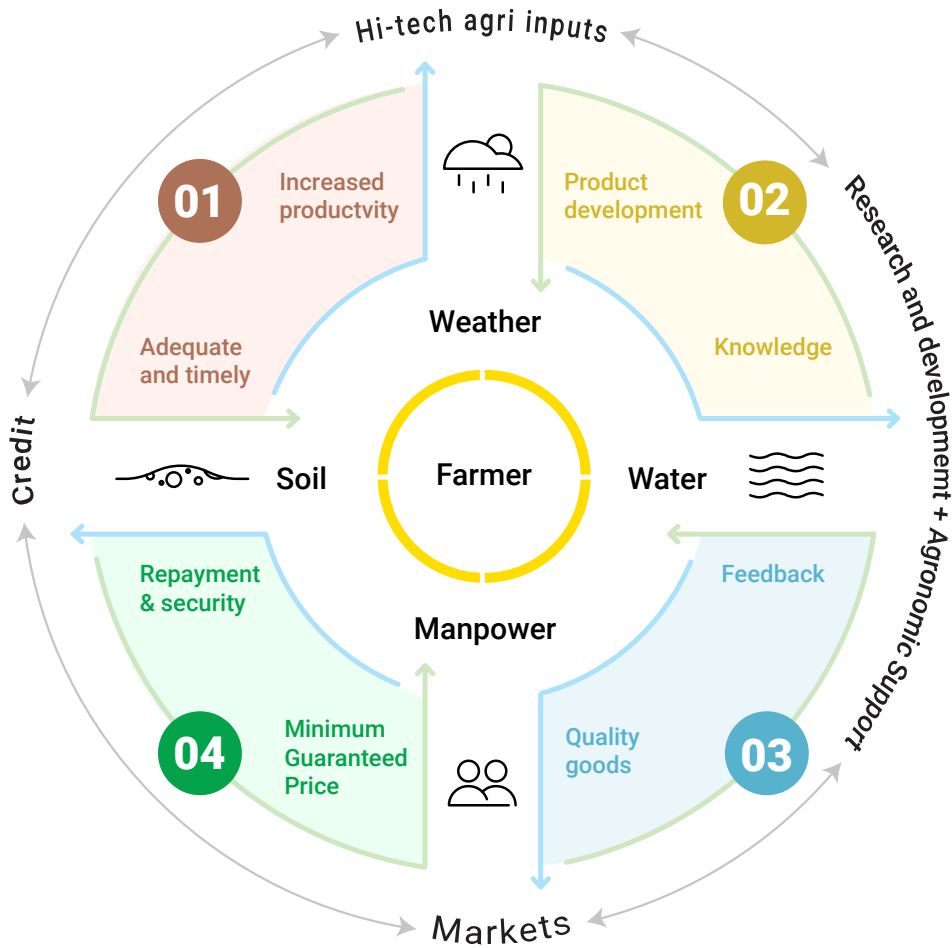 Hi-tech agri inputs
01
Increased
productvity
Adequate
and timely
02
Product
development
Knowledge
Weather
Credit
Soil
Farmer
Water
Research and developmemt + Agronomic Support
Manpower
Repayment
& security
04
Minimum
Guaranteed
Price
Feedback
Quality
goods
03
Markets